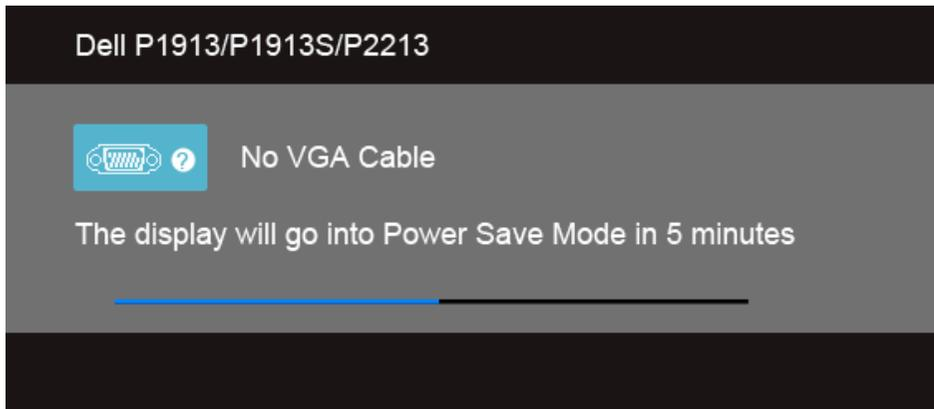 Dell P1913/P1913S/P2213
? No VGA Cable
The display will go into Power Save Mode in 5 minutes